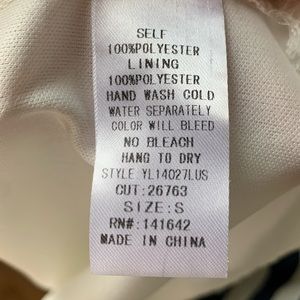 SELF
100%POLYESTER
LINING
100%POLYESTER
HAND WASH COLD
WATER SEPARATELY
COLOR WILL BLEED
NO BLEACH
HANG TO DRY
STYLE YL14027LUS
CUT:26763
SIZE:S
RN#:141642
MADE IN CHINA